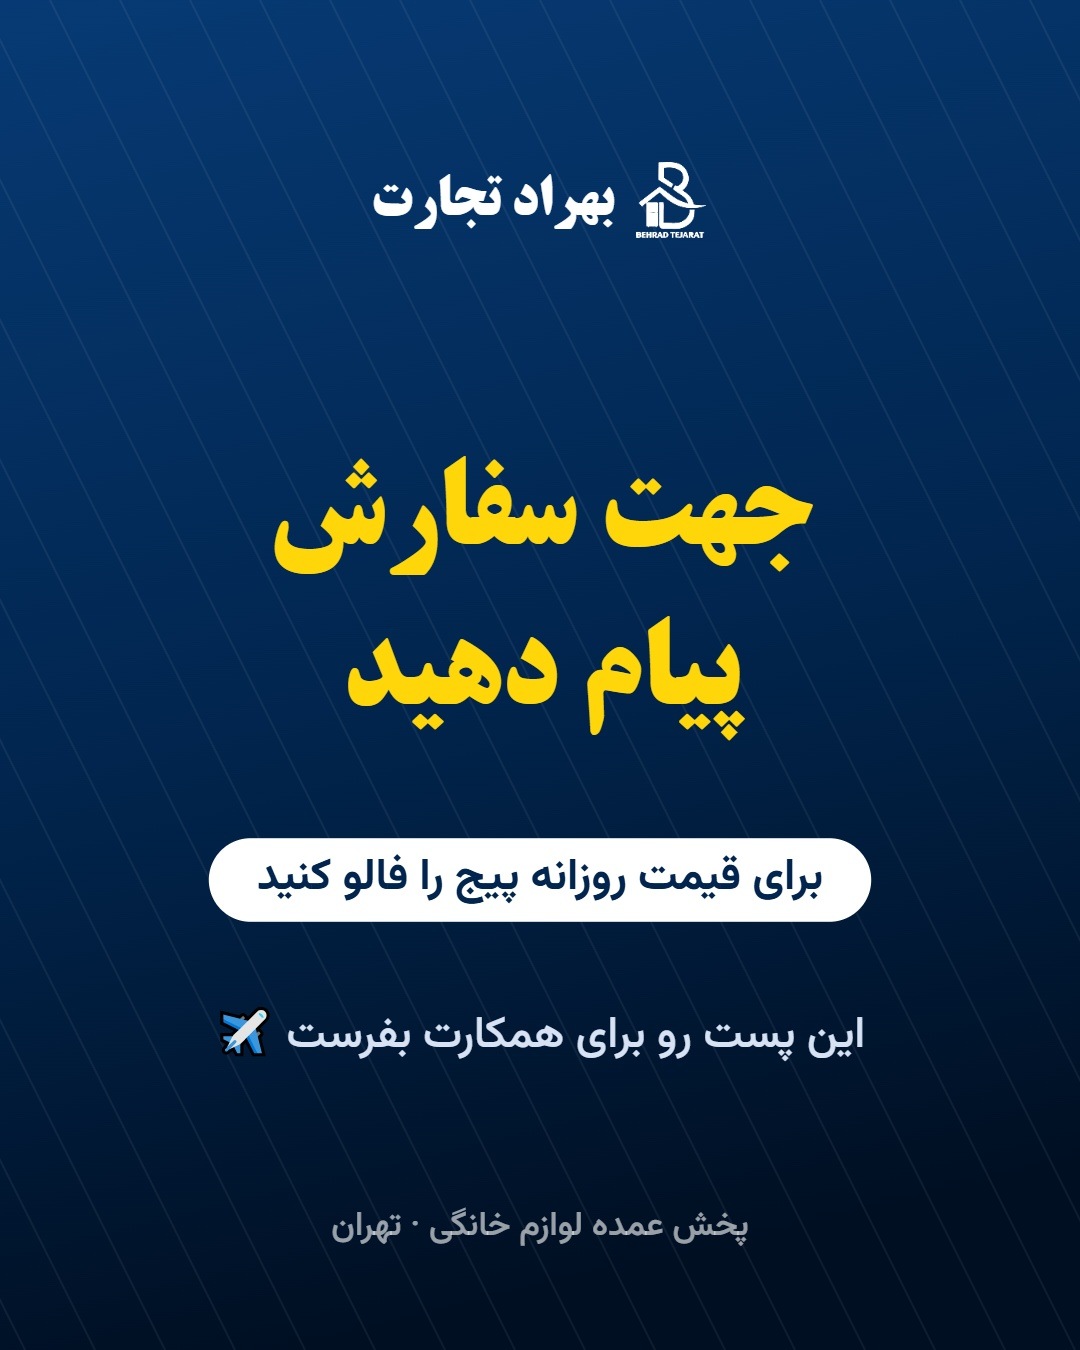 بهراد تجارت
BEHRAD TEJARAT
جهت سفارش
پیام دهید
برای قیمت روزانه پیج را فالو کنید
این پست رو برای همکارت بفرست ✈️
پخش عمده لوازم خانگی · تهران